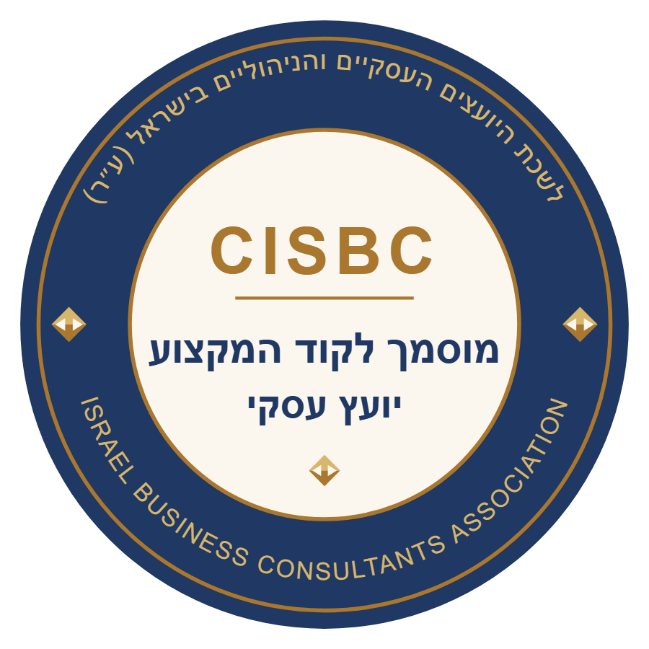 לשכת היועצים העסקיים והניהוליים בישראל (ע״ר)
CISBC
מוסמך לקוד המקצוע
יועץ עסקי
ISRAEL BUSINESS CONSULTANTS ASSOCIATION